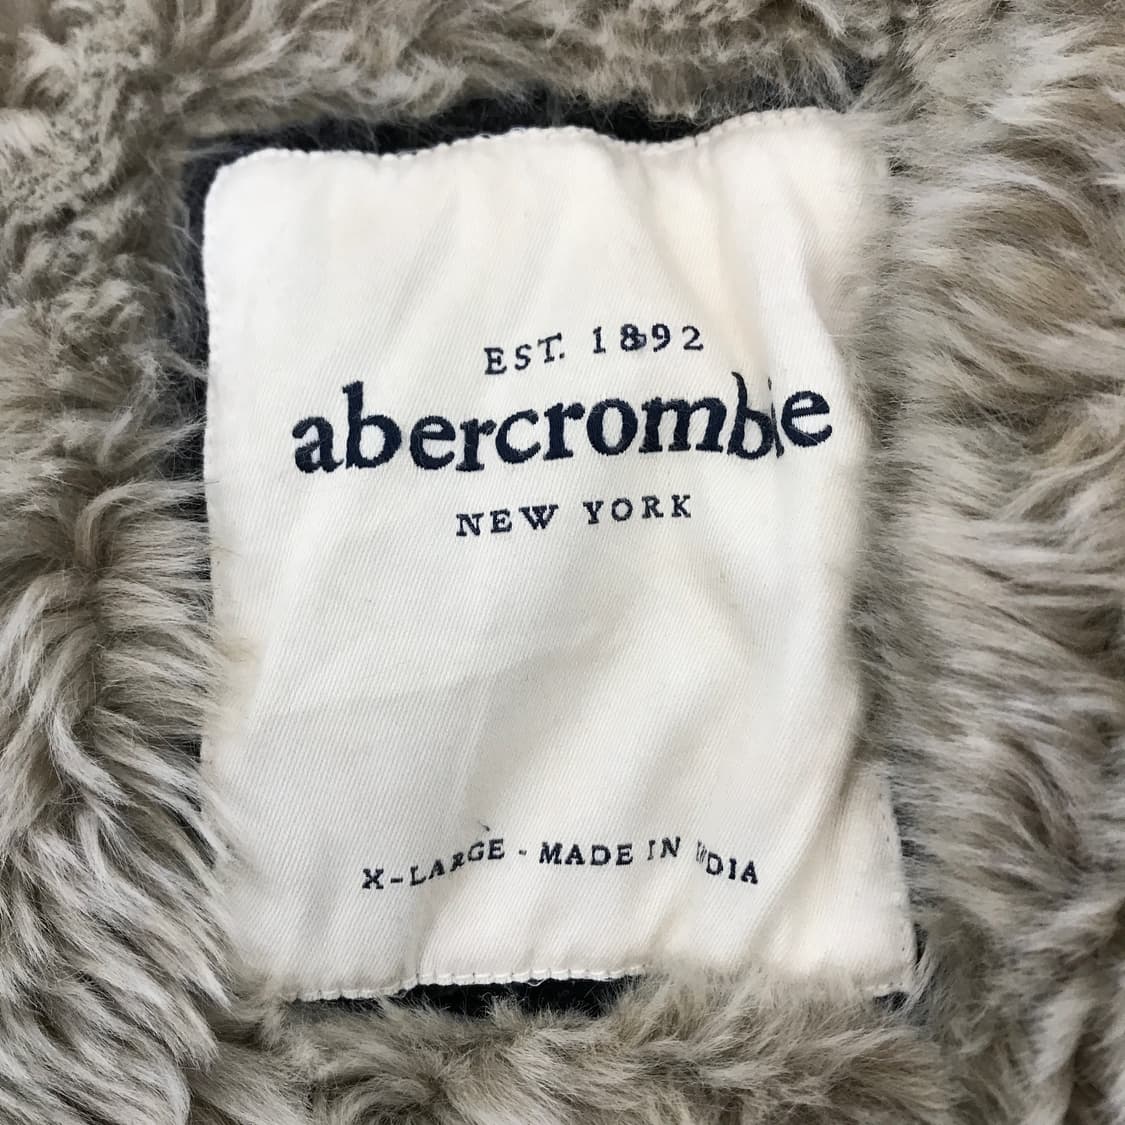 EST. 1892
abercrombie
NEW YORK
X-LARGE - MADE IN INDIA